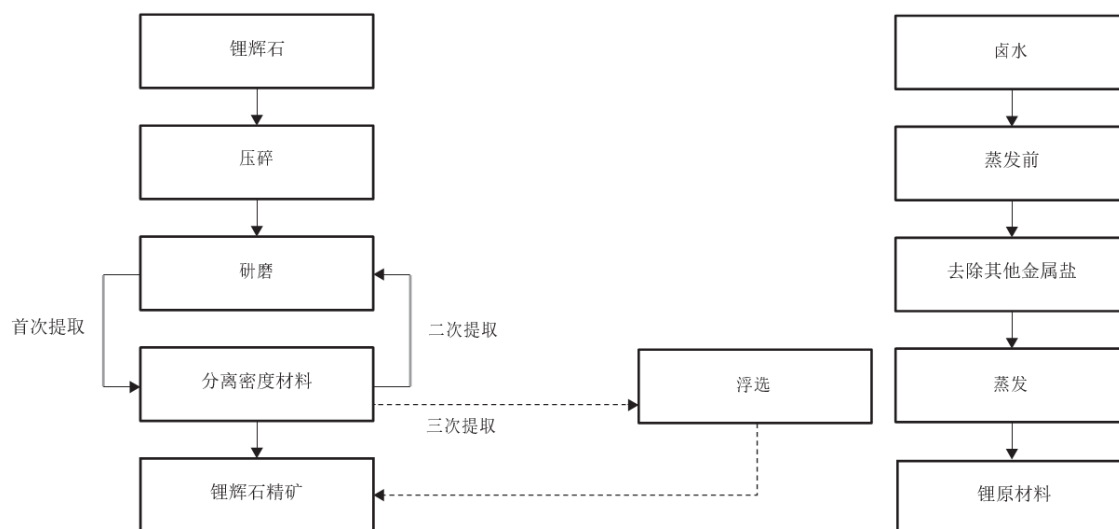 锂辉石
压碎
研磨
首次提取
二次提取
分离密度材料
三次提取
浮选
锂辉石精矿
卤水
蒸发前
去除其他金属盐
蒸发
锂原材料